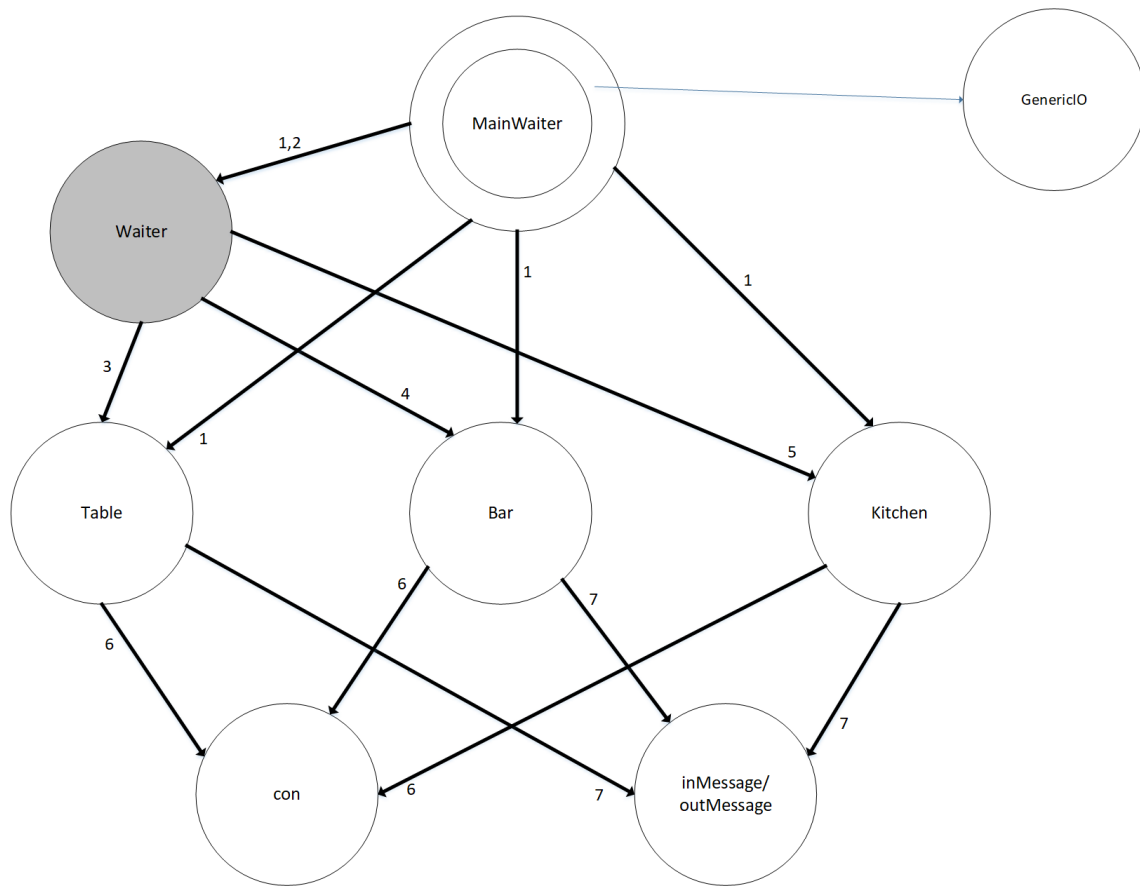 MainWaiter
GenericIO
1,2
Waiter
1
1
3
4
1
5
Table
Bar
Kitchen
6
7
6
7
6
7
con
inMessage/
outMessage